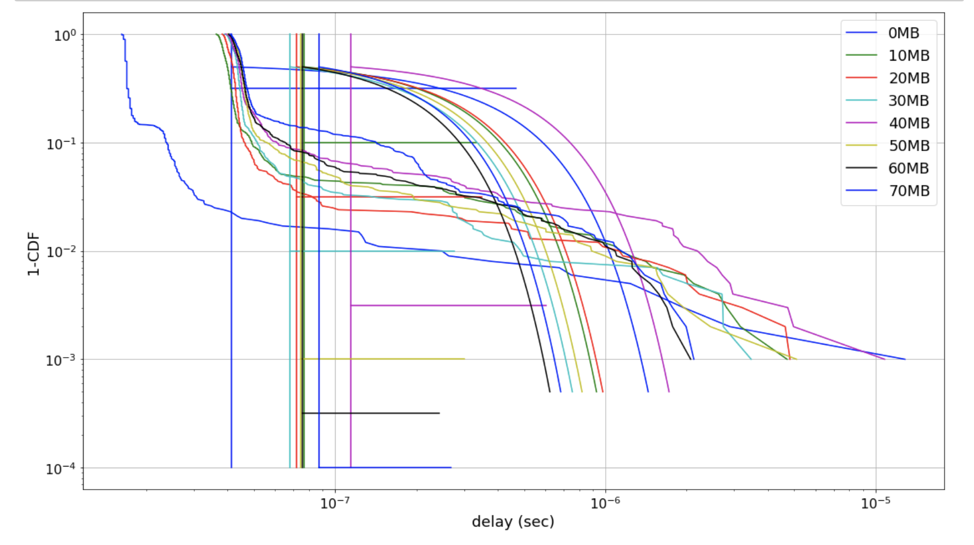 10⁰
10⁻¹
10⁻²
10⁻³
10⁻⁴
1-CDF
10⁻⁷
10⁻⁶
10⁻⁵
delay (sec)
0MB
10MB
20MB
30MB
40MB
50MB
60MB
70MB